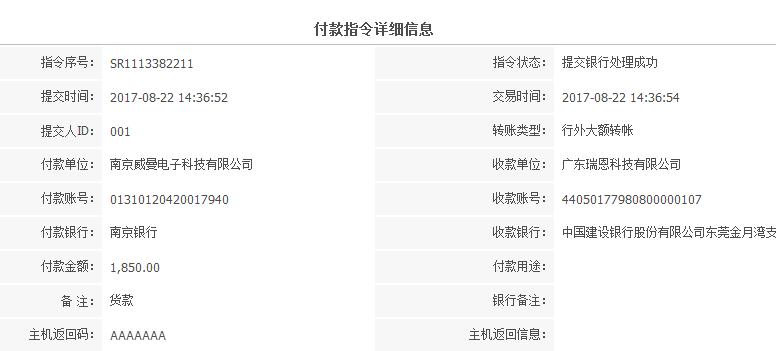 付款指令详细信息
指令序号： SR1113382211 指令状态： 提交银行处理成功
提交时间： 2017-08-22 14:36:52 交易时间： 2017-08-22 14:36:54
提交人ID： 001 转账类型： 行外大额转帐
付款单位： 南京威曼电子科技有限公司 收款单位： 广东瑞恩科技有限公司
付款账号： 01310120420017940 收款账号： 44050177980800000107
付款银行： 南京银行 收款银行： 中国建设银行股份有限公司东莞金月湾支
付款金额： 1,850.00 付款用途：
备 注： 货款 银行备注：
主机返回码： AAAAAAA 主机返回信息：